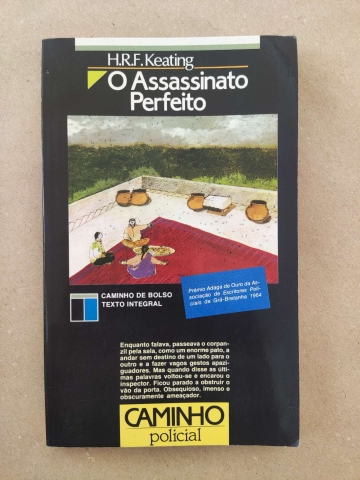 H.R.F. Keating
O Assassinato
Perfeito
CAMINHO DE BOLSO
TEXTO INTEGRAL
Prémio Adaga de Ouro da As-
sociação de Escritores Poli-
ciais da Grã-Bretanha 1964
Enquanto falava, passeava o corpan-
zil pela sala, como um enorme pato, a
andar sem destino de um lado para o
outro e a fazer vagos gestos apazi-
guadores. Mas quando disse as últi-
mas palavras voltou-se e encarou o
inspector. Ficou parado a obstruir o
vão da porta. Obsequioso, imenso e
obscuramente ameaçador.
CAMINHO
policial